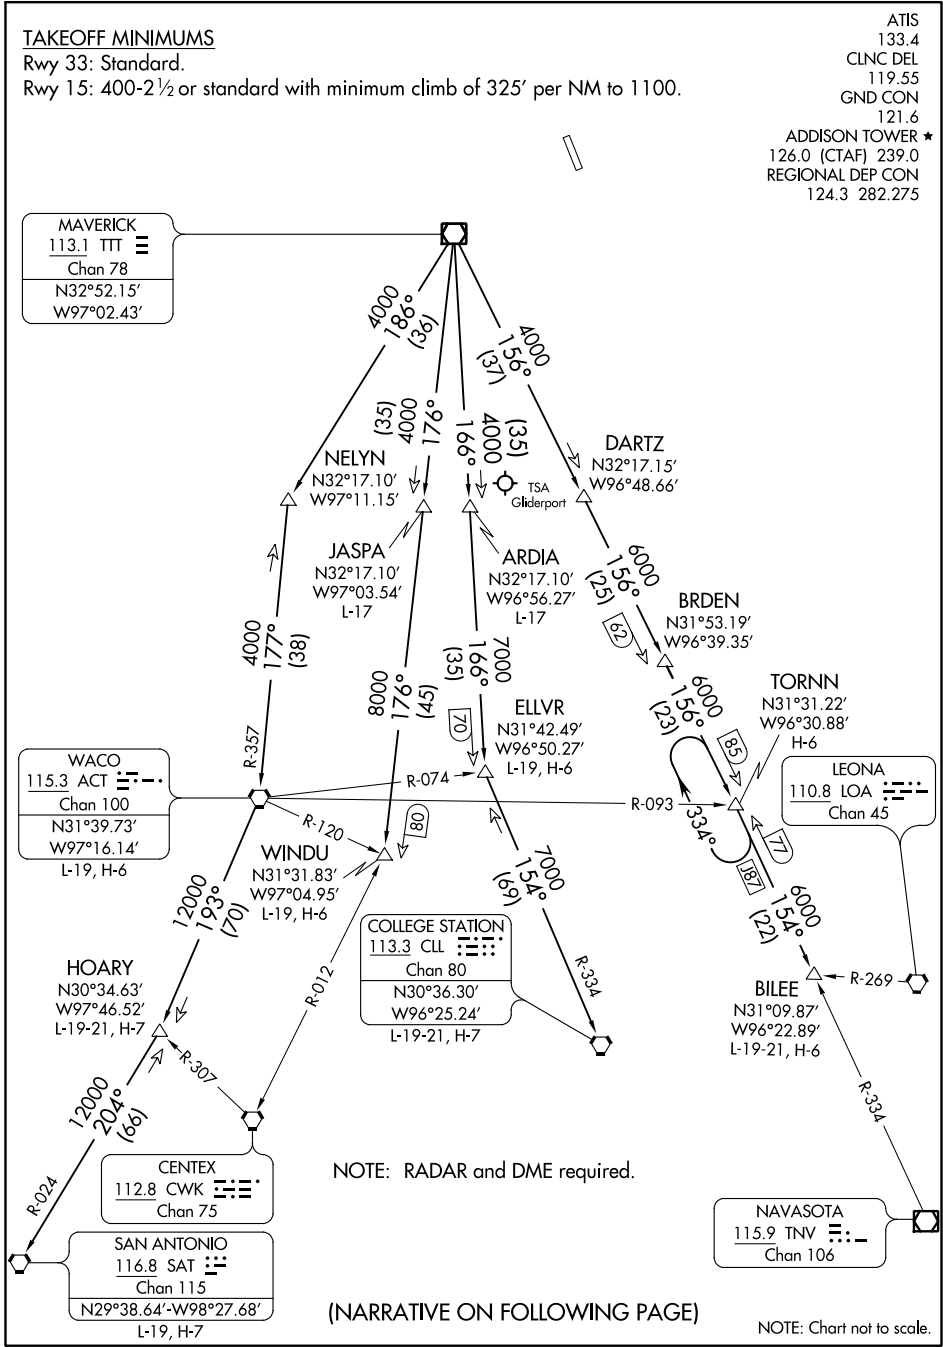 TAKEOFF MINIMUMS
Rwy 33: Standard.
Rwy 15: 400-2½ or standard with minimum climb of 325’ per NM to 1100.
ATIS
133.4
CLNC DEL
119.55
GND CON
121.6
ADDISON TOWER ★
126.0 (CTAF) 239.0
REGIONAL DEP CON
124.3 282.275
MAVERICK
113.1 TTT
Chan 78
N32°52.15’
W97°02.43’
4000
186°
(36)
(35)
4000
176°
(35)
4000
166°
4000
156°
(37)
NELYN
N32°17.10’
W97°11.15’
JASPA
N32°17.10’
W97°03.54’
L-17
TSA
Gliderport
ARDIA
N32°17.10’
W96°56.27’
L-17
DARTZ
N32°17.15’
W96°48.66’
6000
156°
(25)
62
BRDEN
N31°53.19’
W96°39.35’
4000
177°
(38)
R-357
8000
176°
(45)
7000
166°
(35)
70
ELLVR
N31°42.49’
W96°50.27’
L-19, H-6
6000
156°
(23)
85
TORNN
N31°31.22’
W96°30.88’
H-6
WACO
115.3 ACT
Chan 100
N31°39.73’
W97°16.14’
L-19, H-6
R-074
R-093
R-120
80
WINDU
N31°31.83’
W97°04.95’
L-19, H-6
334°
J87
77
LEONA
110.8 LOA
Chan 45
12000
193°
(70)
7000
154°
(69)
6000
154°
(22)
COLLEGE STATION
113.3 CLL
Chan 80
N30°36.30’
W96°25.24’
L-19-21, H-7
R-334
R-012
HOARY
N30°34.63’
W97°46.52’
L-19-21, H-7
BILEE
N31°09.87’
W96°22.89’
L-19-21, H-6
R-269
R-307
R-334
12000
204°
(66)
R-024
CENTEX
112.8 CWK
Chan 75
NOTE: RADAR and DME required.
NAVASOTA
115.9 TNV
Chan 106
SAN ANTONIO
116.8 SAT
Chan 115
N29°38.64’-W98°27.68’
L-19, H-7
(NARRATIVE ON FOLLOWING PAGE)
NOTE: Chart not to scale.